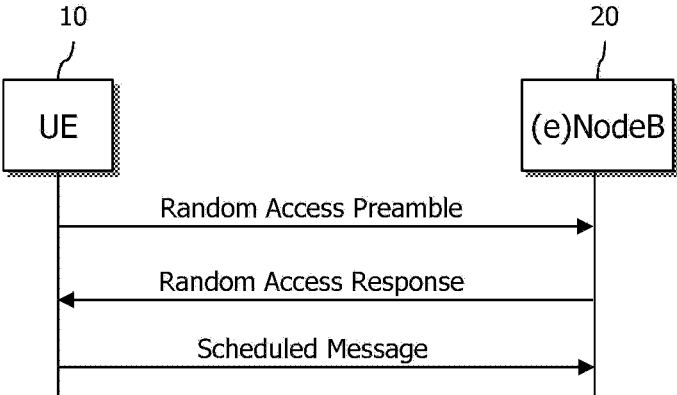 10
20
UE
(e)NodeB
Random Access Preamble
Random Access Response
Scheduled Message